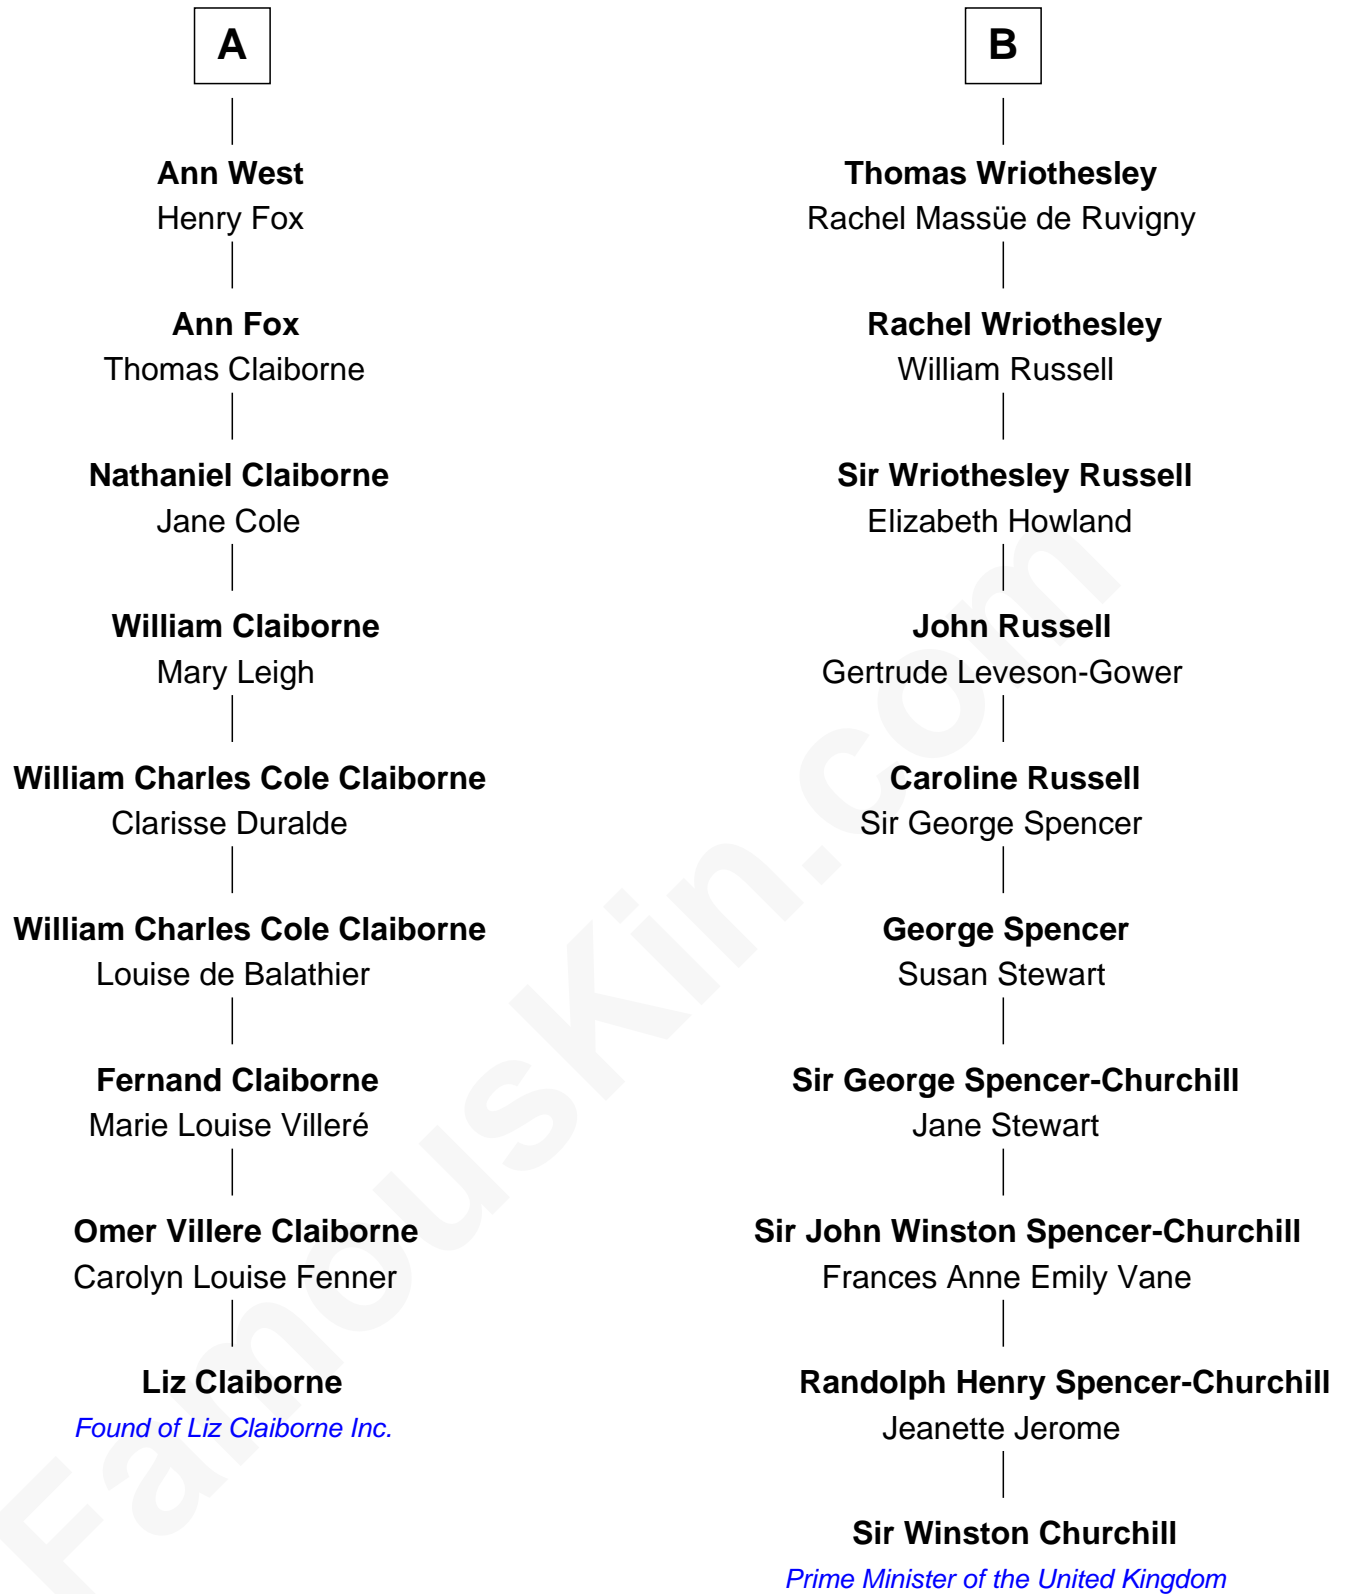 A
Ann West
Henry Fox
Ann Fox
Thomas Claiborne
Nathaniel Claiborne
Jane Cole
William Claiborne
Mary Leigh
William Charles Cole Claiborne
Clarisse Duralde
William Charles Cole Claiborne
Louise de Balathier
Fernand Claiborne
Marie Louise Villeré
Omer Villere Claiborne
Carolyn Louise Fenner
Liz Claiborne
Found of Liz Claiborne Inc.
B
Thomas Wriothesley
Rachel Massüe de Ruvigny
Rachel Wriothesley
William Russell
Sir Wriothesley Russell
Elizabeth Howland
John Russell
Gertrude Leveson-Gower
Caroline Russell
Sir George Spencer
George Spencer
Susan Stewart
Sir George Spencer-Churchill
Jane Stewart
Sir John Winston Spencer-Churchill
Frances Anne Emily Vane
Randolph Henry Spencer-Churchill
Jeanette Jerome
Sir Winston Churchill
Prime Minister of the United Kingdom
FamousKin.com